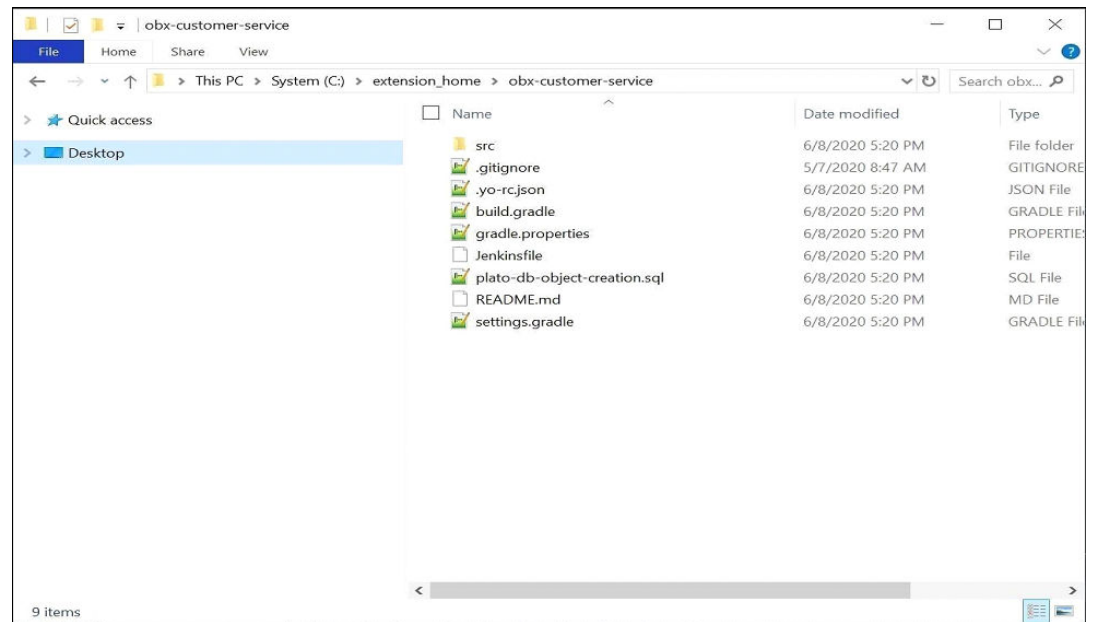 obx-customer-service
File Home Share View
This PC > System (C:) > extension_home > obx-customer-service Search obx...
Quick access
Desktop
Name Date modified Type
src 6/8/2020 5:20 PM File folder
.gitignore 5/7/2020 8:47 AM GITIGNORE
.yo-rc.json 6/8/2020 5:20 PM JSON File
build.gradle 6/8/2020 5:20 PM GRADLE Fil
gradle.properties 6/8/2020 5:20 PM PROPERTIES
Jenkinsfile 6/8/2020 5:20 PM File
plato-db-object-creation.sql 6/8/2020 5:20 PM SQL File
README.md 6/8/2020 5:20 PM MD File
settings.gradle 6/8/2020 5:20 PM GRADLE Fil
9 items